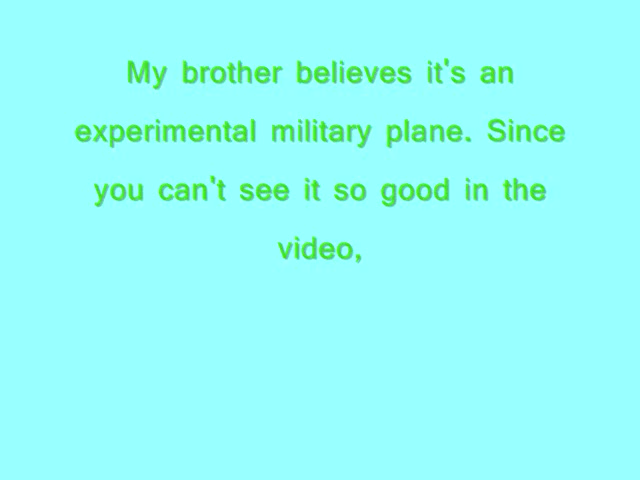 My brother believes it's an
experimental military plane. Since
you can't see it so good in the
video,